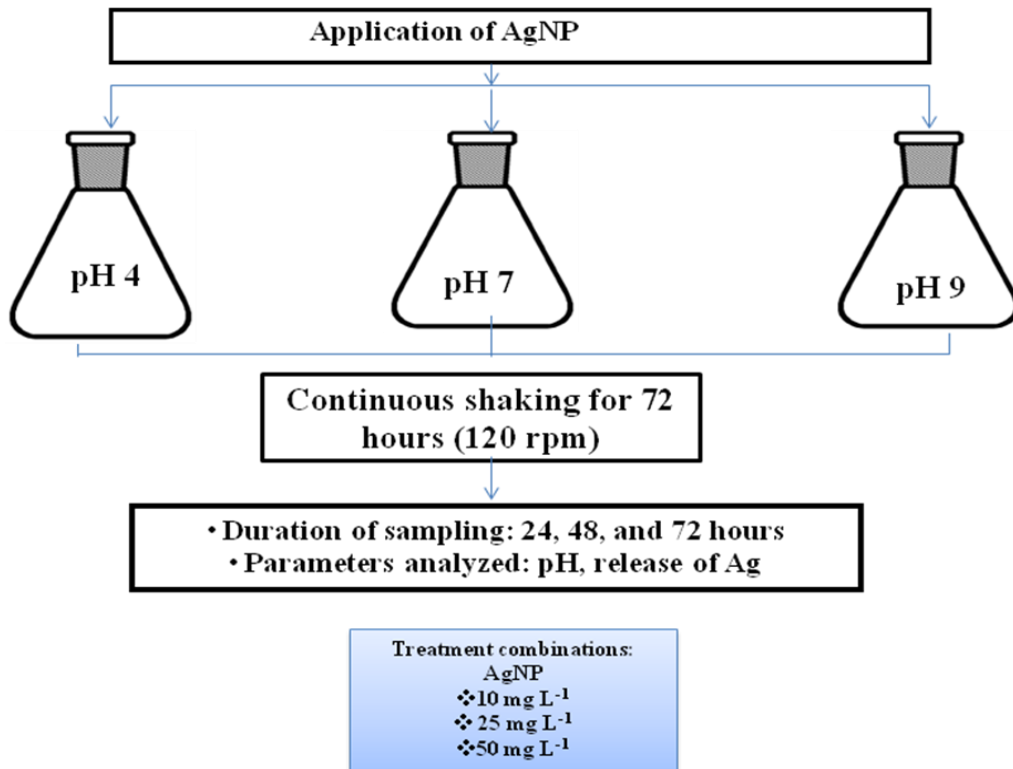 Application of AgNP
pH 4
pH 7
pH 9
Continuous shaking for 72
hours (120 rpm)
• Duration of sampling: 24, 48, and 72 hours
• Parameters analyzed: pH, release of Ag
Treatment combinations:
AgNP
❖10 mg L⁻¹
❖ 25 mg L⁻¹
❖50 mg L⁻¹